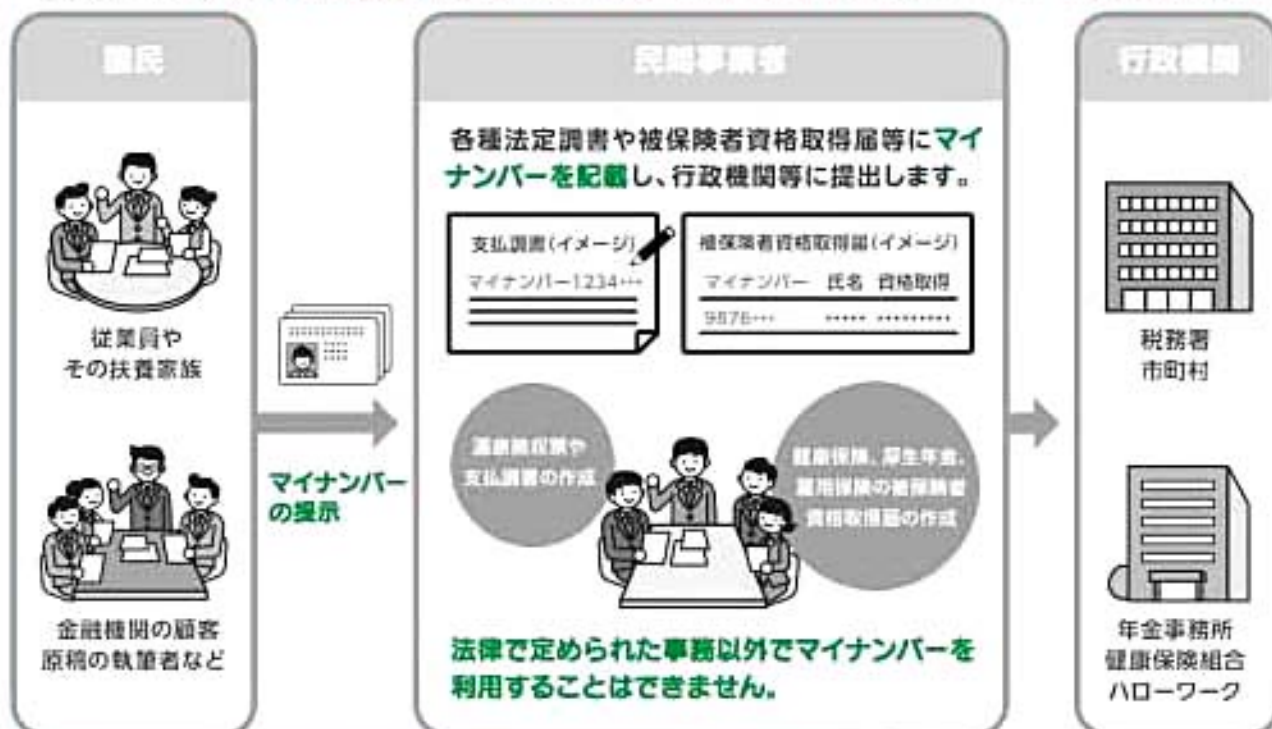 国民
従業員や
その扶養家族
金融機関の顧客
原稿の執筆者など
マイナンバー
の提示
民間事業者
各種法定調書や被保険者資格取得届等にマイ
ナンバーを記載し、行政機関等に提出します。
支払調書(イメージ)
マイナンバー1234…
被保険者資格取得届(イメージ)
マイナンバー 氏名 資格取得
9876… ····· ·········
源泉徴収票や
支払調書の作成
健康保険、厚生年金、
雇用保険の被保険者
資格取得届の作成
法律で定められた事務以外でマイナンバーを
利用することはできません。
行政機関
税務署
市町村
年金事務所
健康保険組合
ハローワーク